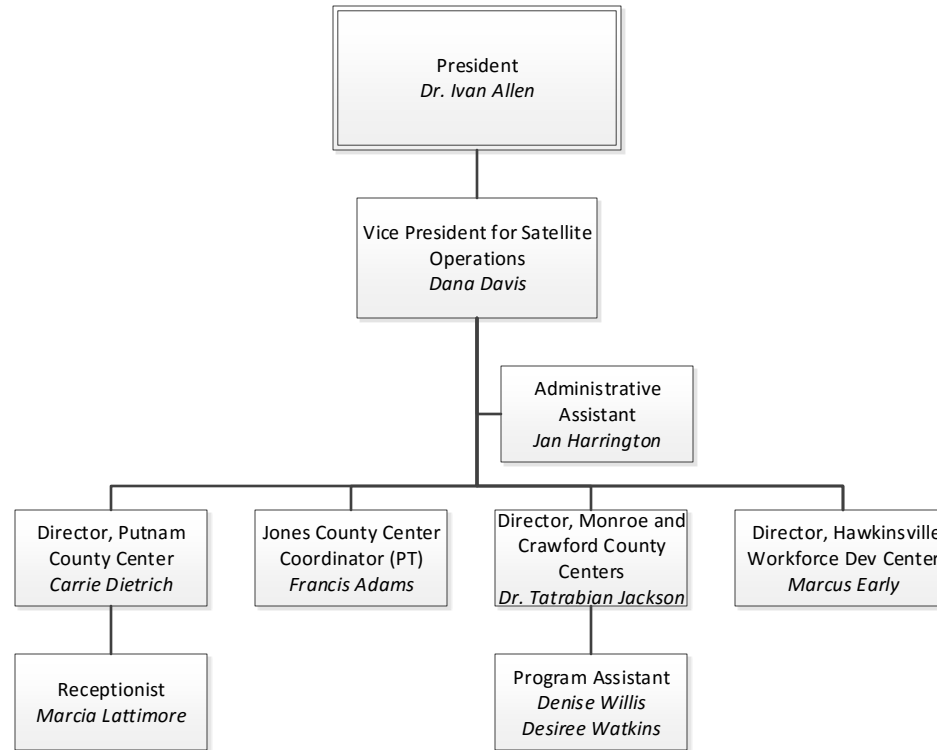 President
Dr. Ivan Allen
Vice President for Satellite
Operations
Dana Davis
Administrative
Assistant
Jan Harrington
Director, Putnam
County Center
Carrie Dietrich
Jones County Center
Coordinator (PT)
Francis Adams
Director, Monroe and
Crawford County
Centers
Dr. Tatrabian Jackson
Director, Hawkinsville
Workforce Dev Center
Marcus Early
Receptionist
Marcia Lattimore
Program Assistant
Denise Willis
Desiree Watkins